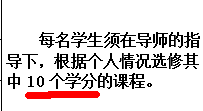 每名学生须在导师的指
导下，根据个人情况选修其
中 10 个学分的课程。